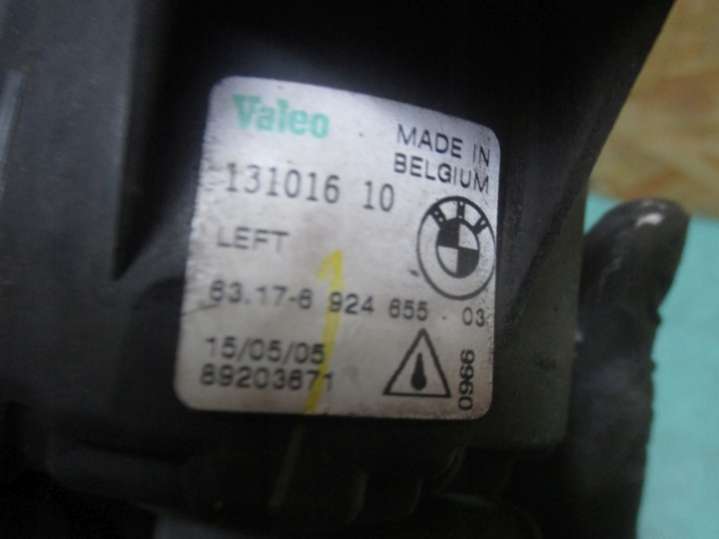 Valeo
MADE IN
BELGIUM
131016 10
LEFT
63.17-6 924 655 . 03
15/05/05
89203671
0966